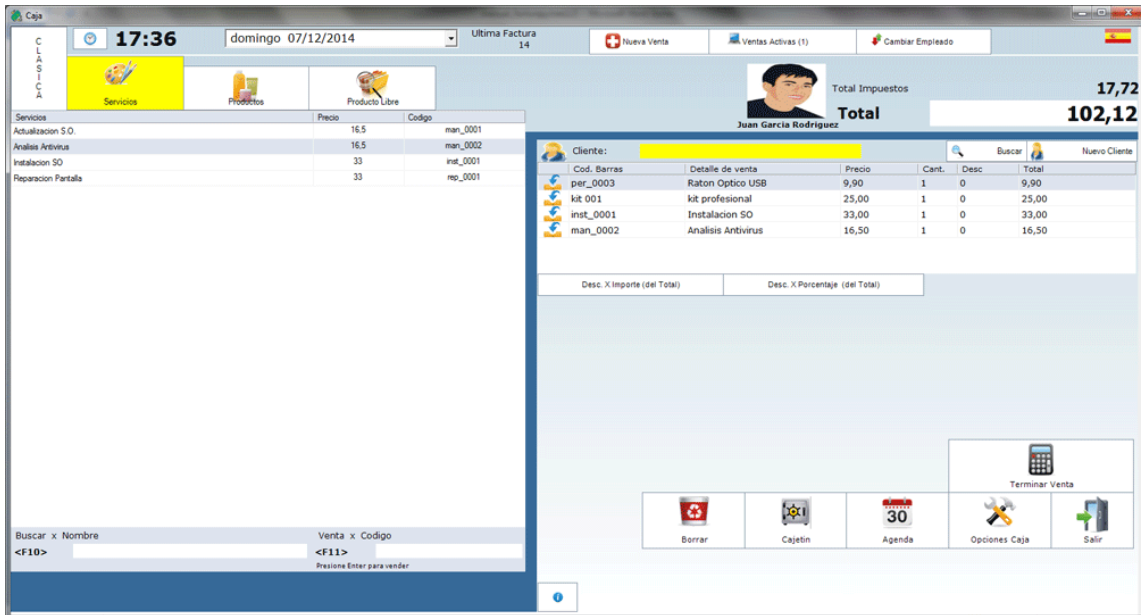 Caja
CLASICA
17:36
domingo 07/12/2014
Ultima Factura
14
Nueva Venta
Ventas Activas (1)
Cambiar Empleado
Servicios
Productos
Producto Libre
Juan Garcia Rodriguez
Total Impuestos 17,72
Total 102,12
Servicios Precio Codigo
Actualizacion S.O. 16,5 man_0001
Analisis Antivirus 16,5 man_0002
Instalacion SO 33 inst_0001
Reparacion Pantalla 33 rep_0001
Cliente: Buscar Nuevo Cliente
Cod. Barras Detalle de venta Precio Cant. Desc Total
per_0003 Raton Optico USB 9,90 1 0 9,90
kit 001 kit profesional 25,00 1 0 25,00
inst_0001 Instalacion SO 33,00 1 0 33,00
man_0002 Analisis Antivirus 16,50 1 0 16,50
Desc. X Importe (del Total) Desc. X Porcentaje (del Total)
Terminar Venta
30
Borrar Cajetin Agenda Opciones Caja Salir
Buscar x Nombre Venta x Codigo
<F10> <F11>
Presione Enter para vender